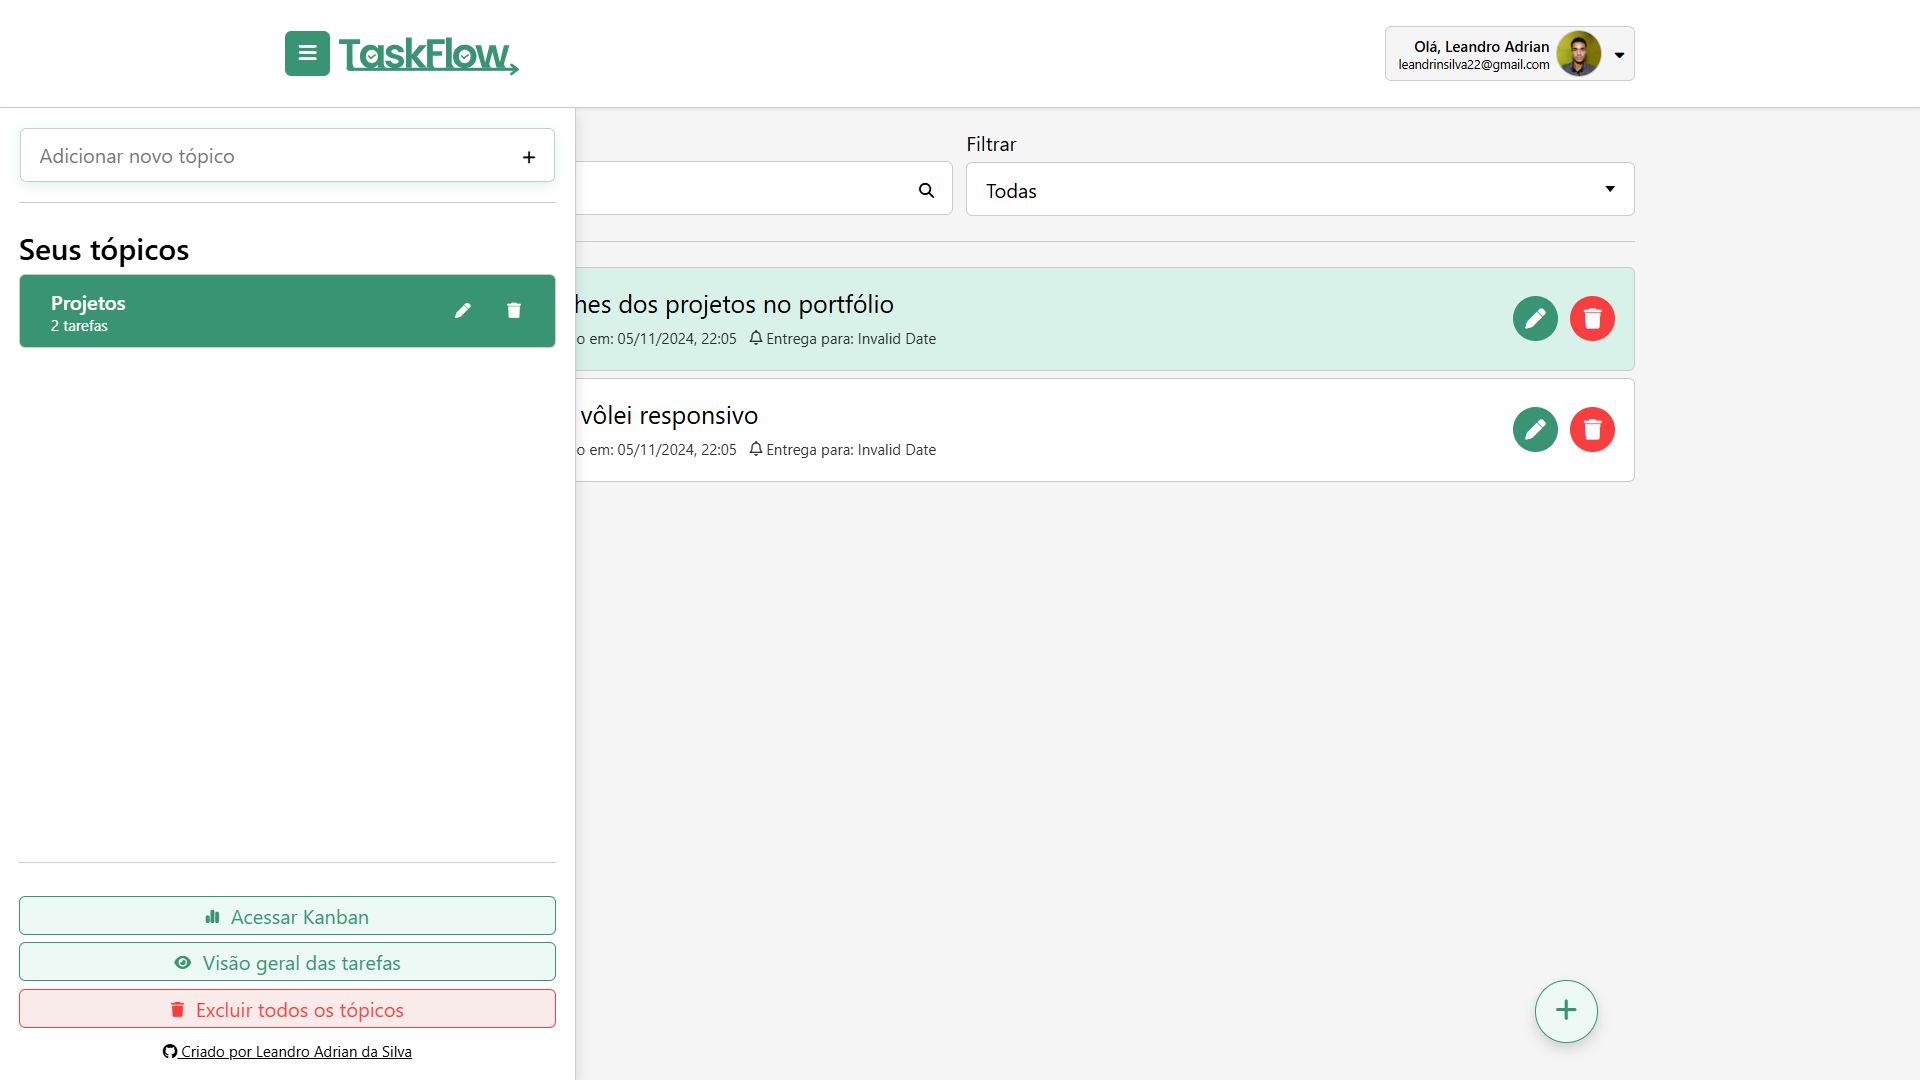 TaskFlow
Olá, Leandro Adrian
leandrinsilva22@gmail.com
Adicionar novo tópico
Seus tópicos
Projetos
2 tarefas
Filtrar
Todas
hes dos projetos no portfólio
o em: 05/11/2024, 22:05 Entrega para: Invalid Date
vôlei responsivo
o em: 05/11/2024, 22:05 Entrega para: Invalid Date
Acessar Kanban
Visão geral das tarefas
Excluir todos os tópicos
Criado por Leandro Adrian da Silva